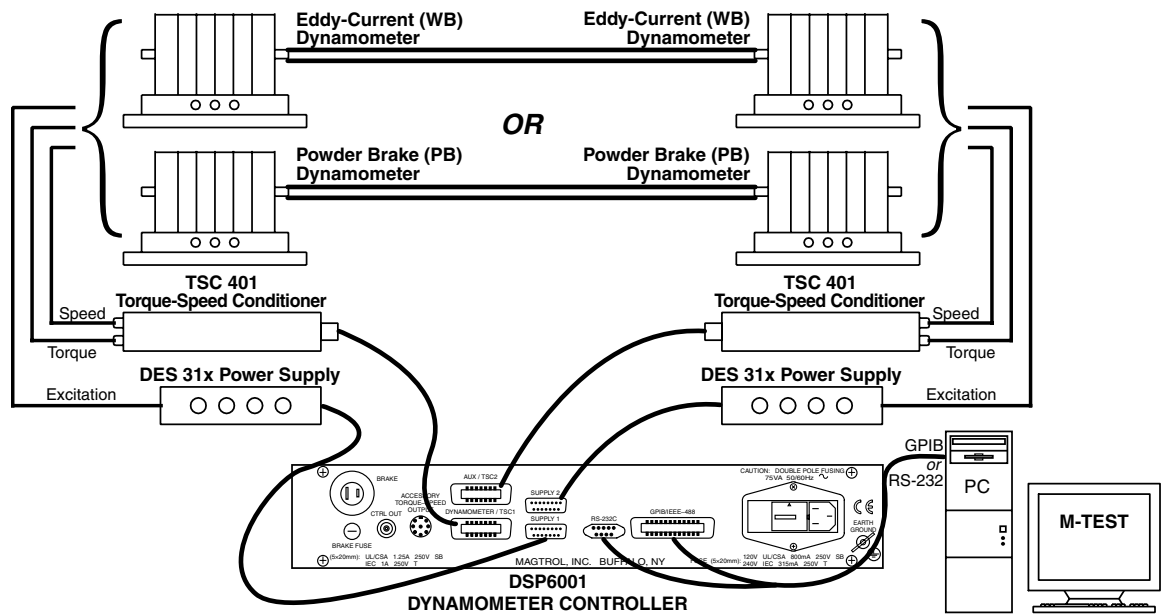 Eddy-Current (WB)
Dynamometer
Eddy-Current (WB)
Dynamometer
OR
Powder Brake (PB)
Dynamometer
Powder Brake (PB)
Dynamometer
TSC 401
Torque-Speed Conditioner
TSC 401
Torque-Speed Conditioner
Speed
Torque
Speed
Torque
DES 31x Power Supply
DES 31x Power Supply
Excitation
Excitation
GPIB
or
RS-232
PC
M-TEST
BRAKE
AUX / TSC2
CAUTION: DOUBLE POLE FUSING
75VA 50/60Hz
ACCESSORY
TORQUE–SPEED
OUTPUT
CTRL OUT
DYNAMOMETER / TSC1
SUPPLY 2
SUPPLY 1
RS-232C
GPIB/IEEE–488
CE
EARTH
GROUND
BRAKE FUSE
(5x20mm): UL/CSA 1.25A 250V SB
IEC 1A 250V T
MAGTROL, INC. BUFFALO, NY
(5x20mm): 120V UL/CSA 800mA 250V SB
240V IEC 315mA 250V T
DSP6001
DYNAMOMETER CONTROLLER